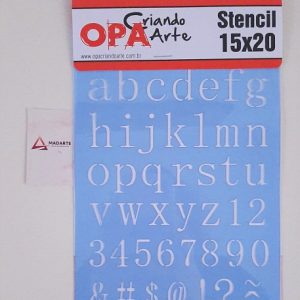 OPA Criando Arte
www.opacriandoarte.com.br
Stencil
15x20
MADARTE
abcdefg
hijklmn
opqrstu
vwxyz12
34567890
&#$@!?~